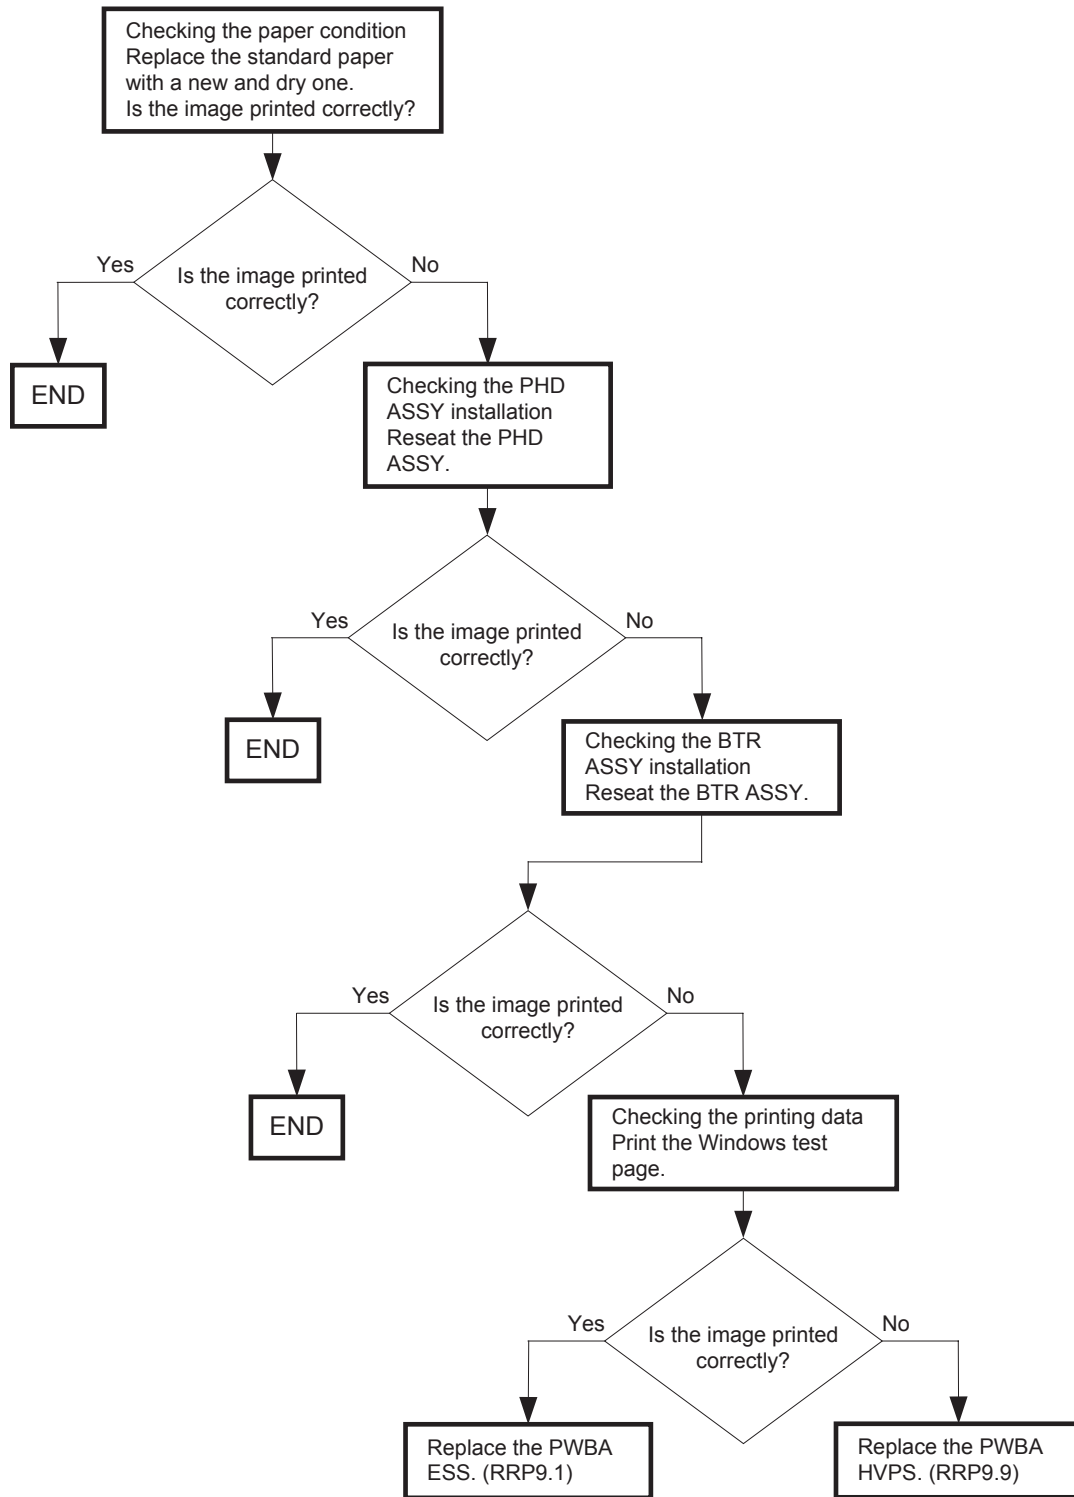 Checking the paper condition
Replace the standard paper
with a new and dry one.
Is the image printed correctly?
Yes
No
Is the image printed
correctly?
END
Checking the PHD
ASSY installation
Reseat the PHD
ASSY.
Yes
No
Is the image printed
correctly?
END
Checking the BTR
ASSY installation
Reseat the BTR ASSY.
Yes
No
Is the image printed
correctly?
END
Checking the printing data
Print the Windows test
page.
Yes
No
Is the image printed
correctly?
Replace the PWBA
ESS. (RRP9.1)
Replace the PWBA
HVPS. (RRP9.9)